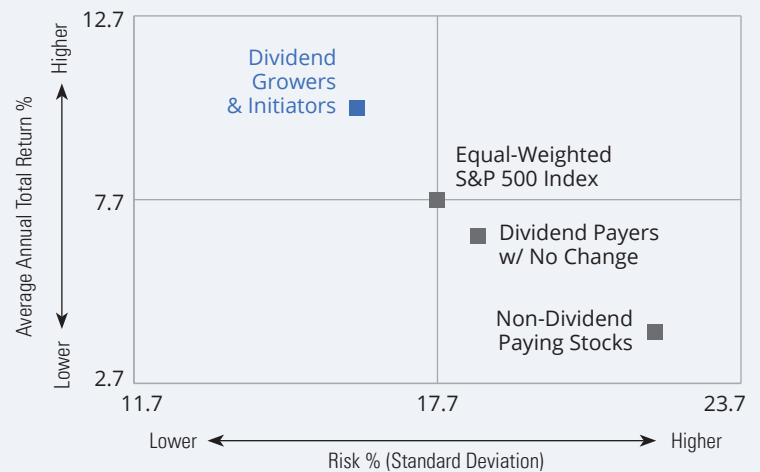 12.7
Higher
Average Annual Total Return %
Lower
Dividend
Growers
& Initiators
Equal-Weighted
S&P 500 Index
7.7
Dividend Payers
w/ No Change
Non-Dividend
Paying Stocks
2.7
11.7
17.7
23.7
Lower
Higher
Risk % (Standard Deviation)